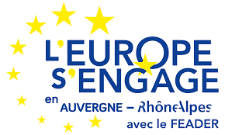 L'EUROPE
S'ENGAGE
en AUVERGNE – RhôneAlpes
avec le FEADER